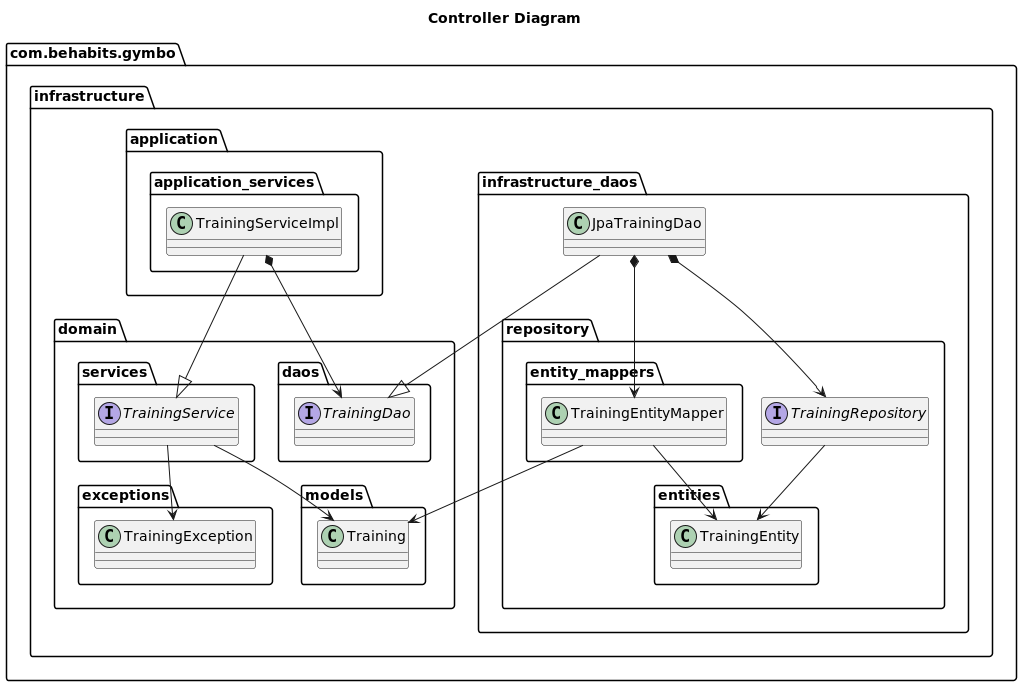 Controller Diagram
com.behabits.gymbo
infrastructure
application
application_services
C TrainingServiceImpl
infrastructure_daos
C JpaTrainingDao
domain
services
I TrainingService
daos
I TrainingDao
exceptions
C TrainingException
models
C Training
repository
entity_mappers
C TrainingEntityMapper
I TrainingRepository
entities
C TrainingEntity